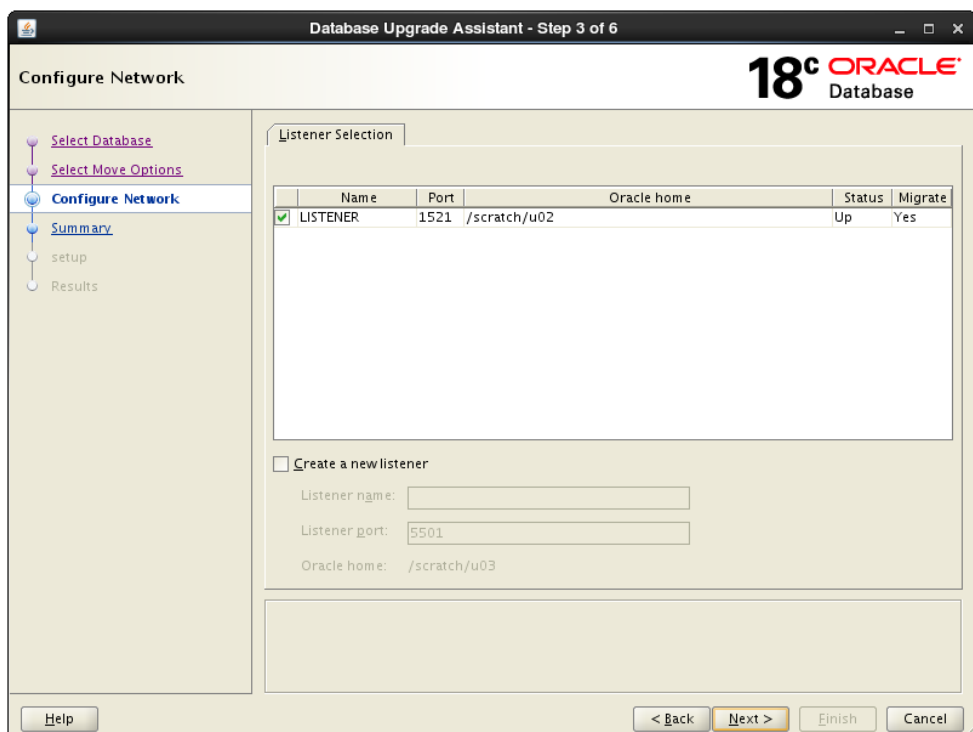 Database Upgrade Assistant - Step 3 of 6
Configure Network
18c ORACLE
Database
Select Database
Select Move Options
Configure Network
Summary
setup
Results
Listener Selection
Name Port Oracle home Status Migrate
LISTENER 1521 /scratch/u02 Up Yes
Create a new listener
Listener name:
Listener port: 5501
Oracle home: /scratch/u03
Help < Back Next > Finish Cancel